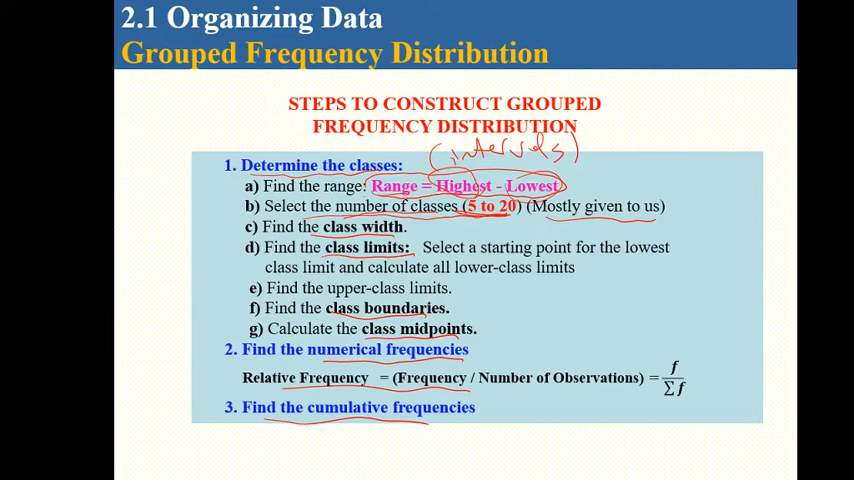 2.1 Organizing Data
Grouped Frequency Distribution
STEPS TO CONSTRUCT GROUPED
FREQUENCY DISTRIBUTION
(intervals)
1. Determine the classes:
a) Find the range: Range = Highest - Lowest
b) Select the number of classes (5 to 20) (Mostly given to us)
c) Find the class width.
d) Find the class limits: Select a starting point for the lowest
class limit and calculate all lower-class limits
e) Find the upper-class limits.
f) Find the class boundaries.
g) Calculate the class midpoints.
2. Find the numerical frequencies
Relative Frequency = (Frequency / Number of Observations) = f / ∑ f
3. Find the cumulative frequencies